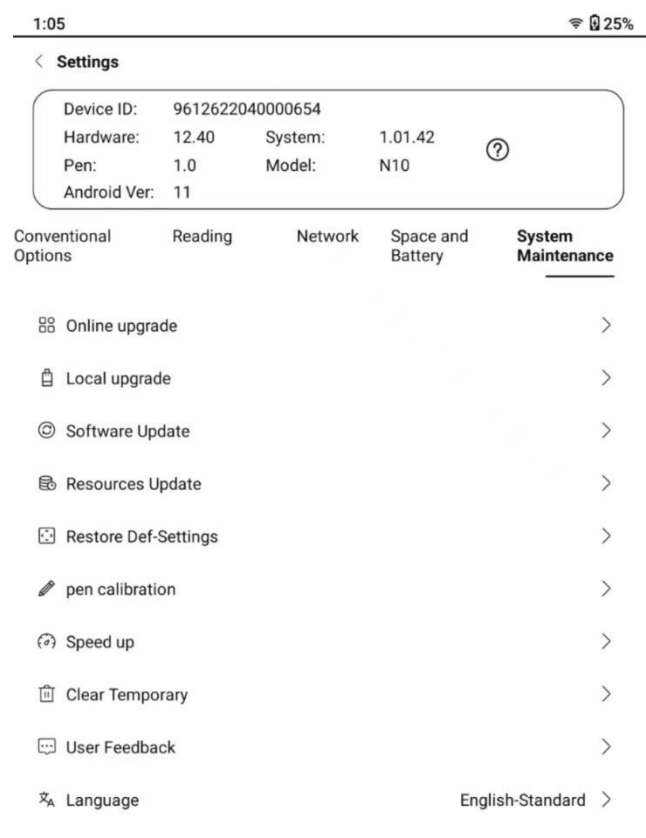 1:05 25%
Settings
Device ID: 9612622040000654
Hardware: 12.40 System: 1.01.42
Pen: 1.0 Model: N10
Android Ver: 11
Conventional Options Reading Network Space and Battery System Maintenance
Online upgrade
Local upgrade
Software Update
Resources Update
Restore Def-Settings
pen calibration
Speed up
Clear Temporary
User Feedback
Language English-Standard